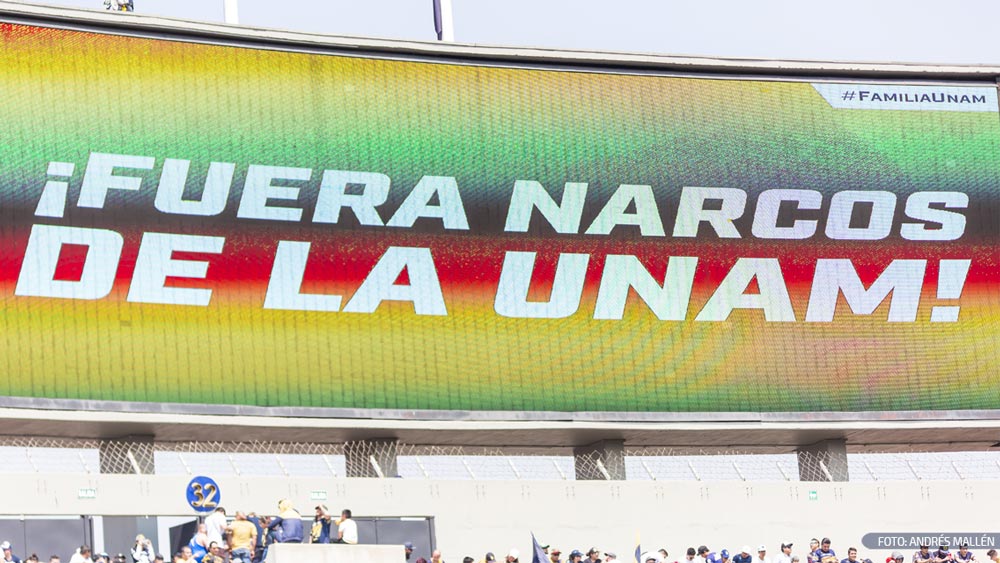 #FAMILIAUNAM
¡FUERA NARCOS
DE LA UNAM!
32
FOTO: ANDRÉS MALLÉN